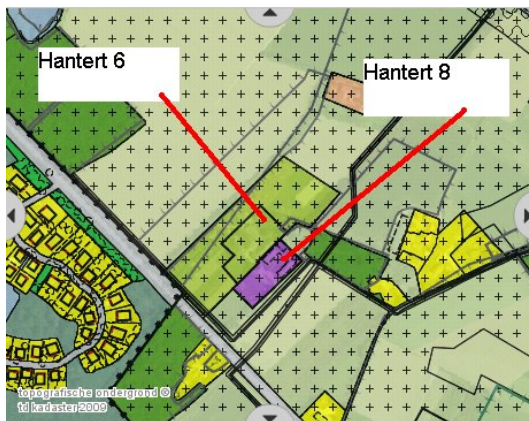 Hantert 6
Hantert 8
topografische ondergrond ©
td kadaster 2009